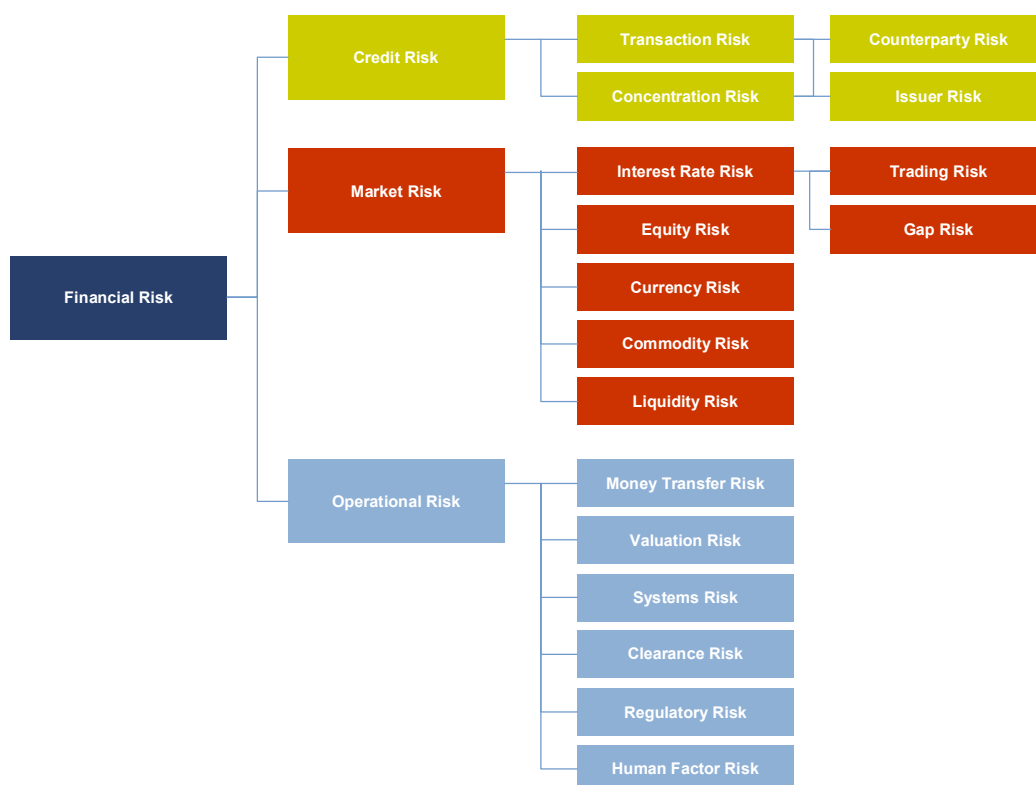 Financial Risk
Credit Risk
Transaction Risk
Counterparty Risk
Concentration Risk
Issuer Risk
Market Risk
Interest Rate Risk
Trading Risk
Equity Risk
Gap Risk
Currency Risk
Commodity Risk
Liquidity Risk
Operational Risk
Money Transfer Risk
Valuation Risk
Systems Risk
Clearance Risk
Regulatory Risk
Human Factor Risk